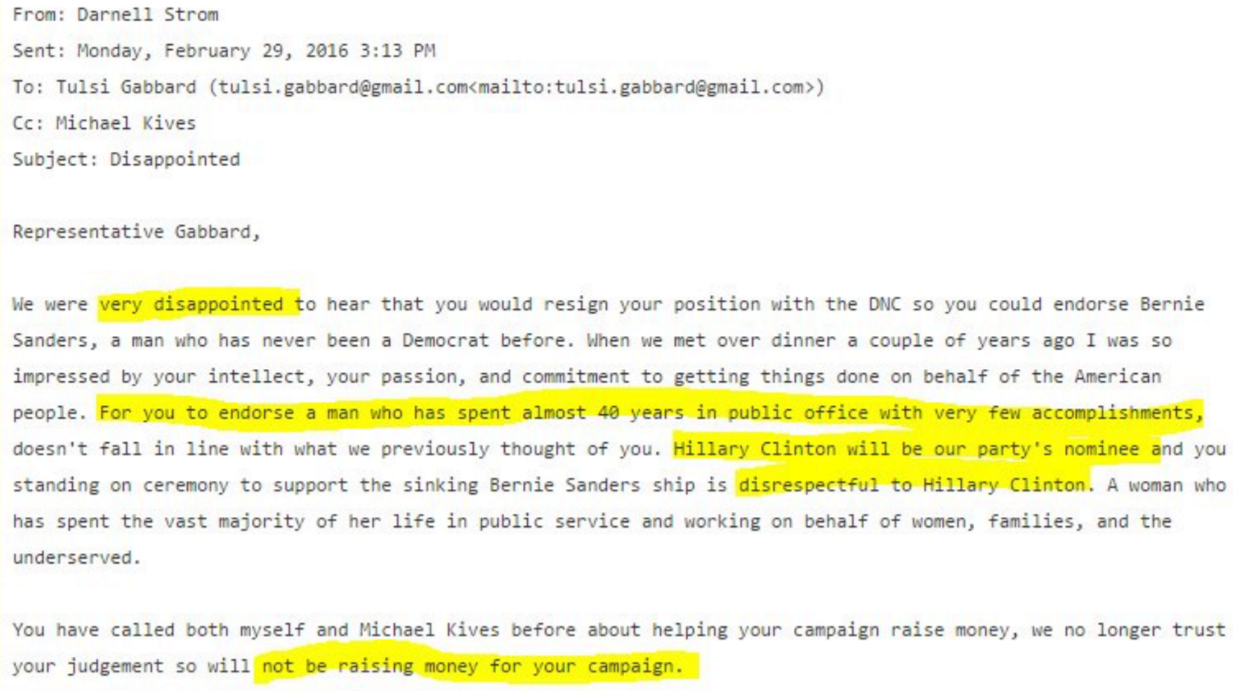 From: Darnell Strom
Sent: Monday, February 29, 2016 3:13 PM
To: Tulsi Gabbard (tulsi.gabbard@gmail.com<mailto:tulsi.gabbard@gmail.com>)
Cc: Michael Kives
Subject: Disappointed
Representative Gabbard,
We were very disappointed to hear that you would resign your position with the DNC so you could endorse Bernie
Sanders, a man who has never been a Democrat before. When we met over dinner a couple of years ago I was so
impressed by your intellect, your passion, and commitment to getting things done on behalf of the American
people. For you to endorse a man who has spent almost 40 years in public office with very few accomplishments,
doesn't fall in line with what we previously thought of you. Hillary Clinton will be our party's nominee and you
standing on ceremony to support the sinking Bernie Sanders ship is disrespectful to Hillary Clinton. A woman who
has spent the vast majority of her life in public service and working on behalf of women, families, and the
underserved.
You have called both myself and Michael Kives before about helping your campaign raise money, we no longer trust
your judgement so will not be raising money for your campaign.